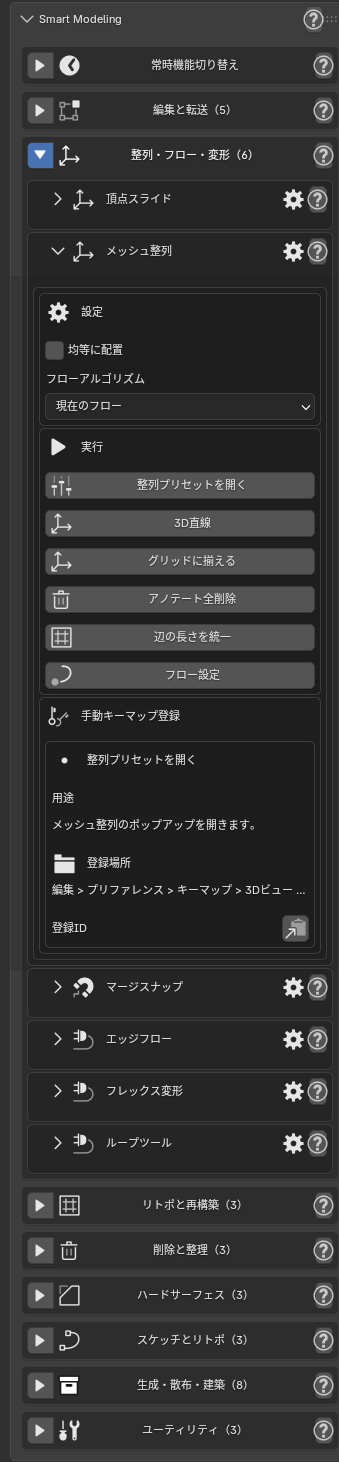 Smart Modeling
常時機能切り替え
編集と転送（5）
整列・フロー・変形（6）
頂点スライド
メッシュ整列
設定
均等に配置
フローアルゴリズム
現在のフロー
実行
整列プリセットを開く
3D直線
グリッドに揃える
アノテート全削除
辺の長さを統一
フロー設定
手動キーマップ登録
整列プリセットを開く
用途
メッシュ整列のポップアップを開きます。
登録場所
編集 > プリファレンス > キーマップ > 3Dビュー ...
登録ID
マージスナップ
エッジフロー
フレックス変形
ループツール
リトポと再構築（3）
削除と整理（3）
ハードサーフェス（3）
スケッチとリトポ（3）
生成・散布・建築（8）
ユーティリティ（3）